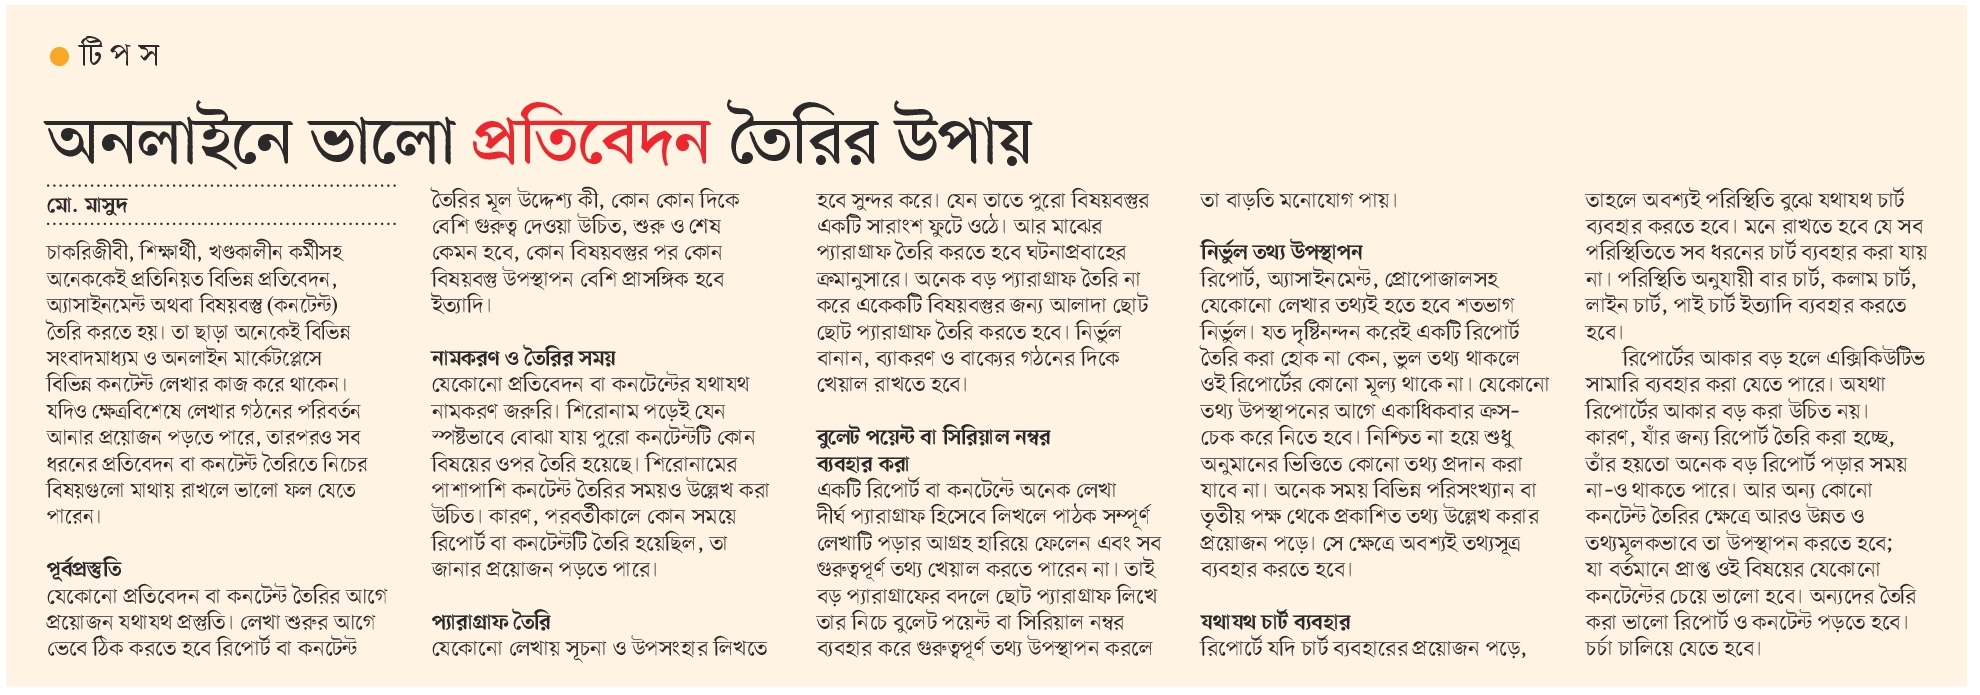 টি প স
অনলাইনে ভালো প্রতিবেদন তৈরির উপায়
মো. মাসুদ
চাকরিজীবী, শিক্ষার্থী, খণ্ডকালীন কর্মীসহ
অনেককেই প্রতিনিয়ত বিভিন্ন প্রতিবেদন,
অ্যাসাইনমেন্ট অথবা বিষয়বস্তু (কনটেন্ট)
তৈরি করতে হয়। তা ছাড়া অনেকেই বিভিন্ন
সংবাদমাধ্যম ও অনলাইন মার্কেটপ্লেসে
বিভিন্ন কনটেন্ট লেখার কাজ করে থাকেন।
যদিও ক্ষেত্রবিশেষে লেখার গঠনের পরিবর্তন
আনার প্রয়োজন পড়তে পারে, তারপরও সব
ধরনের প্রতিবেদন বা কনটেন্ট তৈরিতে নিচের
বিষয়গুলো মাথায় রাখলে ভালো ফল যেতে
পারেন।
পূর্বপ্রস্তুতি
যেকোনো প্রতিবেদন বা কনটেন্ট তৈরির আগে
প্রয়োজন যথাযথ প্রস্তুতি। লেখা শুরুর আগে
ভেবে ঠিক করতে হবে রিপোর্ট বা কনটেন্ট
তৈরির মূল উদ্দেশ্য কী, কোন কোন দিকে
বেশি গুরুত্ব দেওয়া উচিত, শুরু ও শেষ
কেমন হবে, কোন বিষয়বস্তুর পর কোন
বিষয়বস্তু উপস্থাপন বেশি প্রাসঙ্গিক হবে
ইত্যাদি।
নামকরণ ও তৈরির সময়
যেকোনো প্রতিবেদন বা কনটেন্টের যথাযথ
নামকরণ জরুরি। শিরোনাম পড়েই যেন
স্পষ্টভাবে বোঝা যায় পুরো কনটেন্টটি কোন
বিষয়ের ওপর তৈরি হয়েছে। শিরোনামের
পাশাপাশি কনটেন্ট তৈরির সময়ও উল্লেখ করা
উচিত। কারণ, পরবর্তীকালে কোন সময়ে
রিপোর্ট বা কনটেন্টটি তৈরি হয়েছিল, তা
জানার প্রয়োজন পড়তে পারে।
প্যারাগ্রাফ তৈরি
যেকোনো লেখায় সূচনা ও উপসংহার লিখতে
হবে সুন্দর করে। যেন তাতে পুরো বিষয়বস্তুর
একটি সারাংশ ফুটে ওঠে। আর মাঝের
প্যারাগ্রাফ তৈরি করতে হবে ঘটনাপ্রবাহের
ক্রমানুসারে। অনেক বড় প্যারাগ্রাফ তৈরি না
করে একেকটি বিষয়বস্তুর জন্য আলাদা ছোট
ছোট প্যারাগ্রাফ তৈরি করতে হবে। নির্ভুল
বানান, ব্যাকরণ ও বাক্যের গঠনের দিকে
খেয়াল রাখতে হবে।
বুলেট পয়েন্ট বা সিরিয়াল নম্বর
ব্যবহার করা
একটি রিপোর্ট বা কনটেন্টে অনেক লেখা
দীর্ঘ প্যারাগ্রাফ হিসেবে লিখলে পাঠক সম্পূর্ণ
লেখাটি পড়ার আগ্রহ হারিয়ে ফেলেন এবং সব
গুরুত্বপূর্ণ তথ্য খেয়াল করতে পারেন না। তাই
বড় প্যারাগ্রাফের বদলে ছোট প্যারাগ্রাফ লিখে
তার নিচে বুলেট পয়েন্ট বা সিরিয়াল নম্বর
ব্যবহার করে গুরুত্বপূর্ণ তথ্য উপস্থাপন করলে
তা বাড়তি মনোযোগ পায়।
নির্ভুল তথ্য উপস্থাপন
রিপোর্ট, অ্যাসাইনমেন্ট, প্রোপোজালসহ
যেকোনো লেখার তথ্যই হতে হবে শতভাগ
নির্ভুল। যত দৃষ্টিনন্দন করেই একটি রিপোর্ট
তৈরি করা হোক না কেন, ভুল তথ্য থাকলে
ওই রিপোর্টের কোনো মূল্য থাকে না। যেকোনো
তথ্য উপস্থাপনের আগে একাধিকবার ক্রস-
চেক করে নিতে হবে। নিশ্চিত না হয়ে শুধু
অনুমানের ভিত্তিতে কোনো তথ্য প্রদান করা
যাবে না। অনেক সময় বিভিন্ন পরিসংখ্যান বা
তৃতীয় পক্ষ থেকে প্রকাশিত তথ্য উল্লেখ করার
প্রয়োজন পড়ে। সে ক্ষেত্রে অবশ্যই তথ্যসূত্র
ব্যবহার করতে হবে।
যথাযথ চার্ট ব্যবহার
রিপোর্টে যদি চার্ট ব্যবহারের প্রয়োজন পড়ে,
তাহলে অবশ্যই পরিস্থিতি বুঝে যথাযথ চার্ট
ব্যবহার করতে হবে। মনে রাখতে হবে যে সব
পরিস্থিতিতে সব ধরনের চার্ট ব্যবহার করা যায়
না। পরিস্থিতি অনুযায়ী বার চার্ট, কলাম চার্ট,
লাইন চার্ট, পাই চার্ট ইত্যাদি ব্যবহার করতে
হবে।
রিপোর্টের আকার বড় হলে এক্সিকিউটিভ
সামারি ব্যবহার করা যেতে পারে। অযথা
রিপোর্টের আকার বড় করা উচিত নয়।
কারণ, যাঁর জন্য রিপোর্ট তৈরি করা হচ্ছে,
তাঁর হয়তো অনেক বড় রিপোর্ট পড়ার সময়
না-ও থাকতে পারে। আর অন্য কোনো
কনটেন্ট তৈরির ক্ষেত্রে আরও উন্নত ও
তথ্যমূলকভাবে তা উপস্থাপন করতে হবে;
যা বর্তমানে প্রাপ্ত ওই বিষয়ের যেকোনো
কনটেন্টের চেয়ে ভালো হবে। অন্যদের তৈরি
করা ভালো রিপোর্ট ও কনটেন্ট পড়তে হবে।
চর্চা চালিয়ে যেতে হবে।